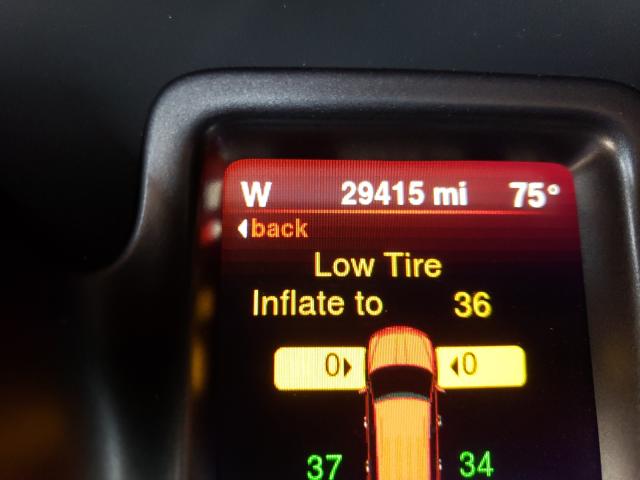 W 29415 mi 75°
back
Low Tire
Inflate to 36
0 0
37 34